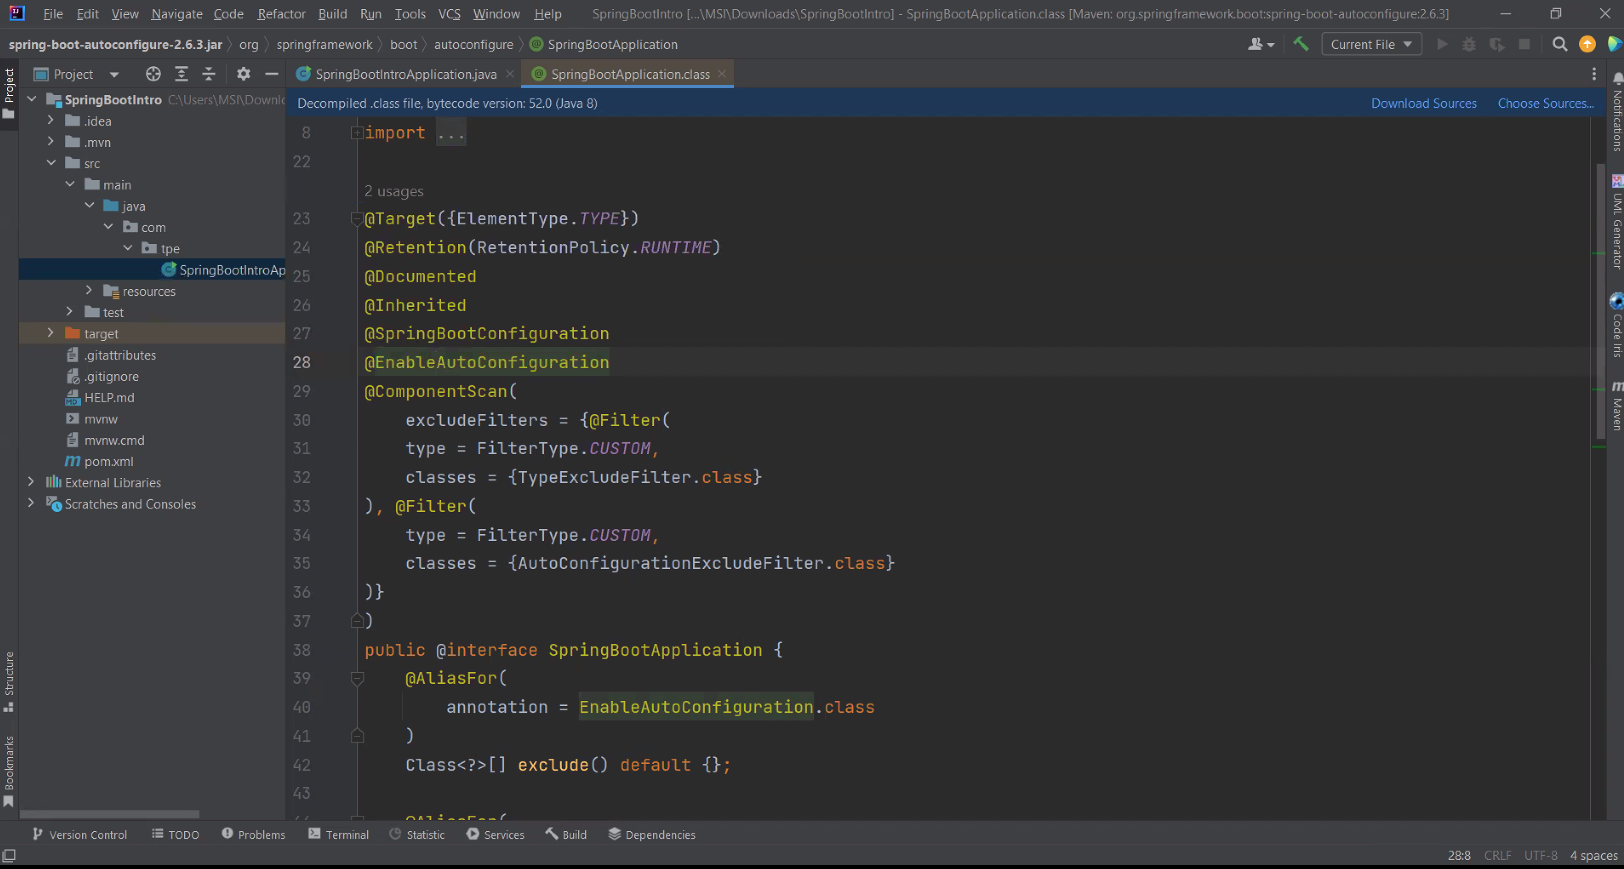 File Edit View Navigate Code Refactor Build Run Tools VCS Window Help SpringBootIntro [...\MSI\Downloads\SpringBootIntro] - SpringBootApplication.class [Maven: org.springframework.boot:spring-boot-autoconfigure:2.6.3]
spring-boot-autoconfigure-2.6.3.jar org springframework boot autoconfigure SpringBootApplication Current File
Project SpringBootIntroApplication.java SpringBootApplication.class
Decompiled .class file, bytecode version: 52.0 (Java 8) Download Sources Choose Sources...
Project
Structure
Bookmarks
SpringBootIntro C:\Users\MSI\Downlo
.idea
.mvn
src
main
java
com
tpe
SpringBootIntroAp
resources
test
target
.gitattributes
.gitignore
HELP.md
mvnw
mvnw.cmd
pom.xml
External Libraries
Scratches and Consoles
8 import ...
22
2 usages
23 @Target({ElementType.TYPE})
24 @Retention(RetentionPolicy.RUNTIME)
25 @Documented
26 @Inherited
27 @SpringBootConfiguration
28 @EnableAutoConfiguration
29 @ComponentScan(
30 excludeFilters = {@Filter(
31 type = FilterType.CUSTOM,
32 classes = {TypeExcludeFilter.class}
33 ), @Filter(
34 type = FilterType.CUSTOM,
35 classes = {AutoConfigurationExcludeFilter.class}
36 )}
37 )
38 public @interface SpringBootApplication {
39 @AliasFor(
40 annotation = EnableAutoConfiguration.class
41 )
42 Class<?>[] exclude() default {};
43
44 @AliasFor(
Notifications
UML Generator
Code Iris
m Maven
Version Control TODO Problems Terminal Statistic Services Build Dependencies
28:8 CRLF UTF-8 4 spaces